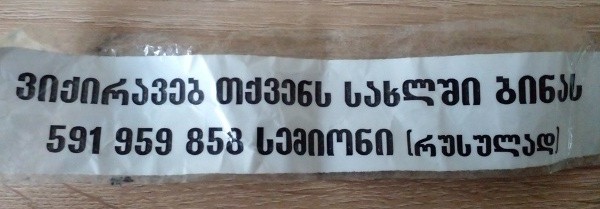 ვიქირავებ თქვენს სახლში ბინას
591 959 858 სემიონი (რუსულად)